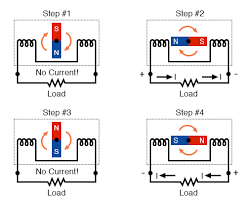 Step #1
S
N
No Current!
Load
Step #2
N S
+ -
I I
Load
Step #3
N
S
No Current!
Load
Step #4
S N
- +
I I
Load